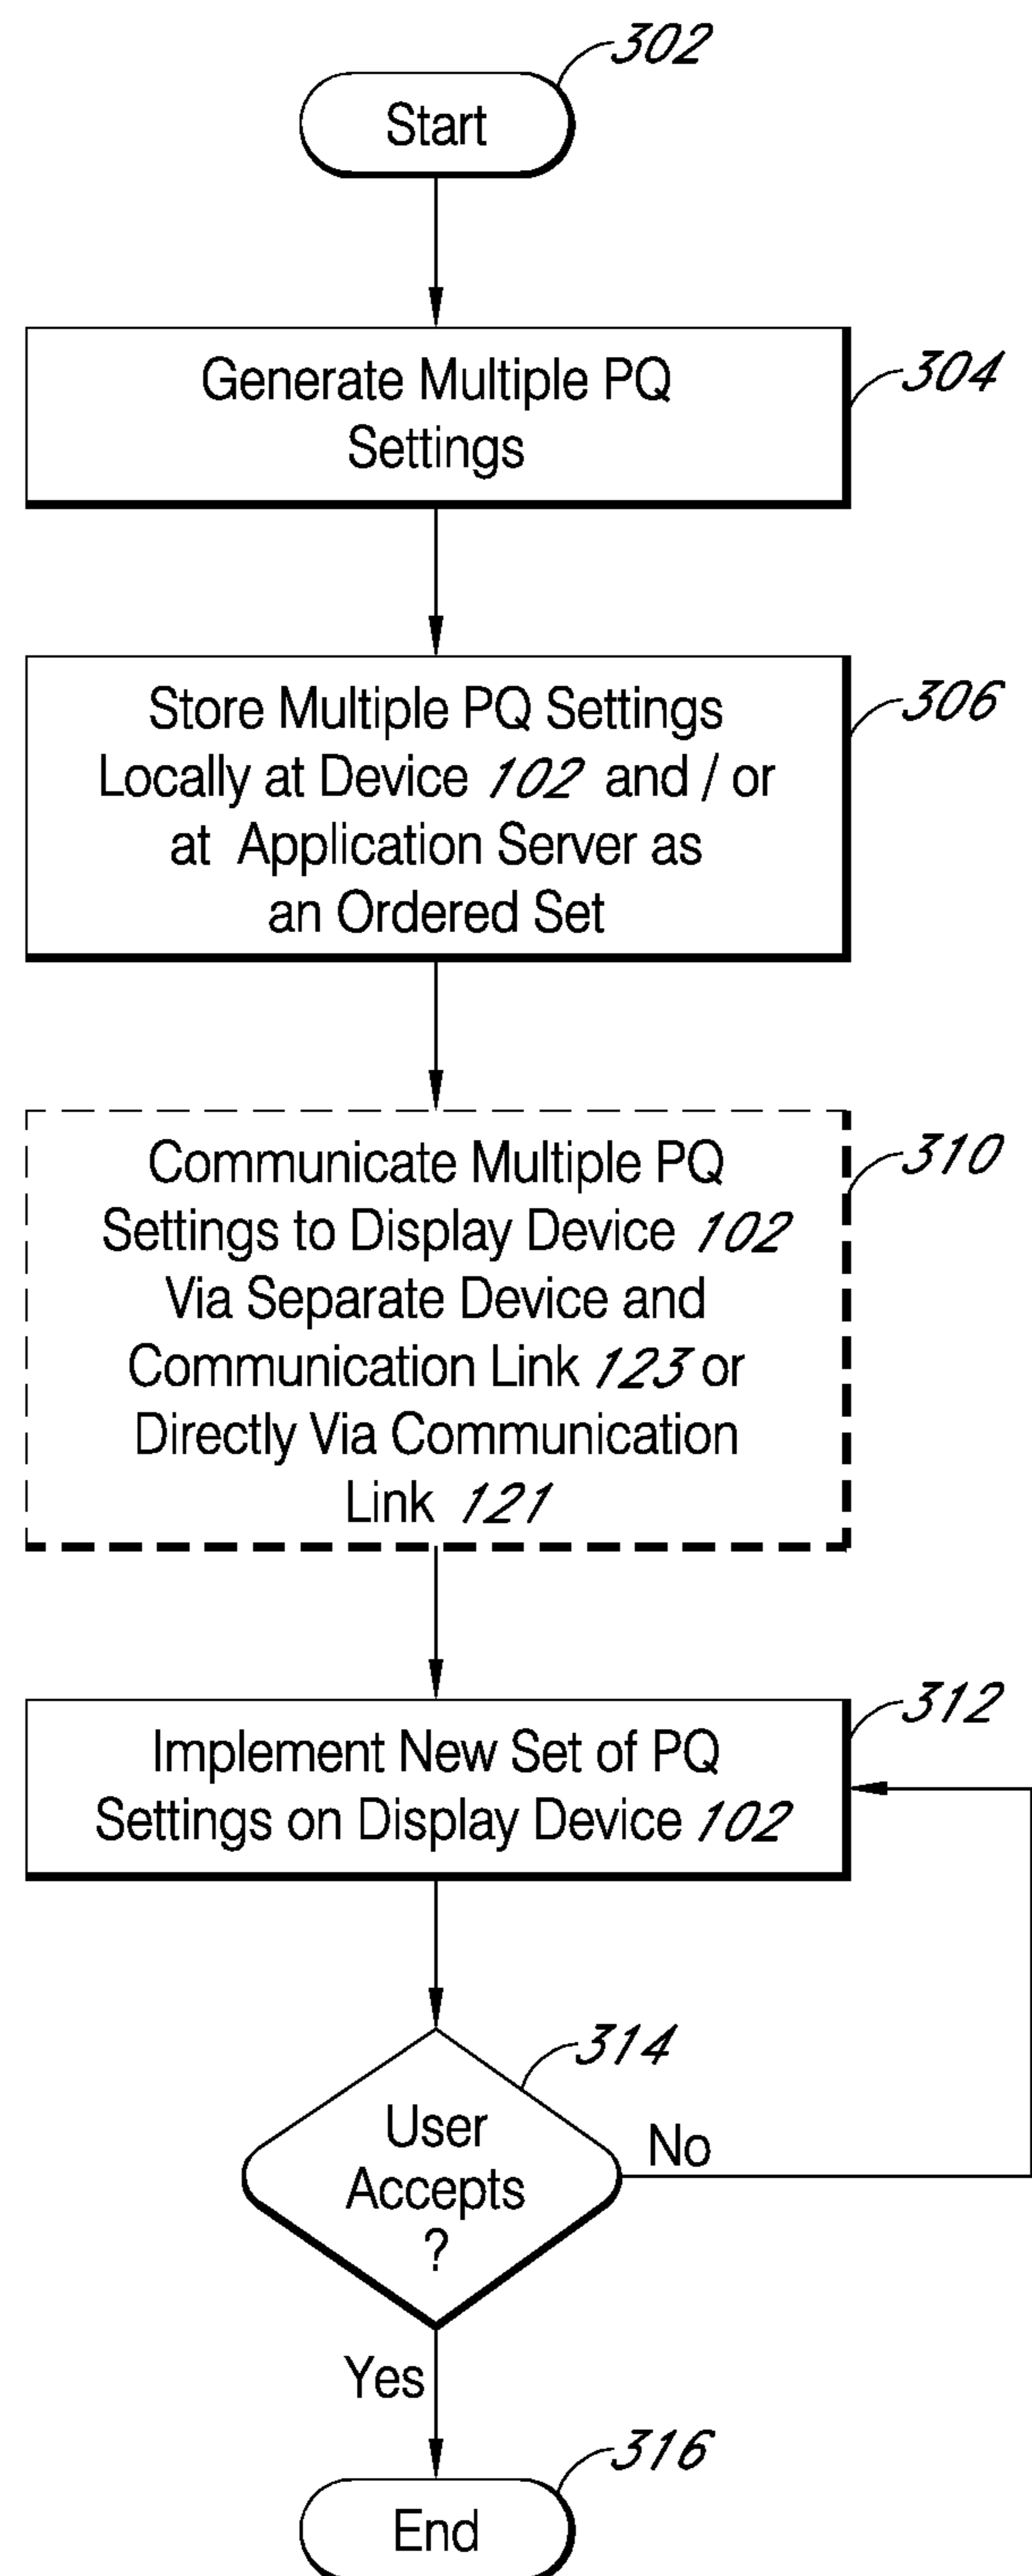 302
Start
304
Generate Multiple PQ
Settings
306
Store Multiple PQ Settings
Locally at Device 102 and / or
at Application Server as
an Ordered Set
310
Communicate Multiple PQ
Settings to Display Device 102
Via Separate Device and
Communication Link 123 or
Directly Via Communication
Link 121
312
Implement New Set of PQ
Settings on Display Device 102
314
User
Accepts
?
No
Yes
316
End